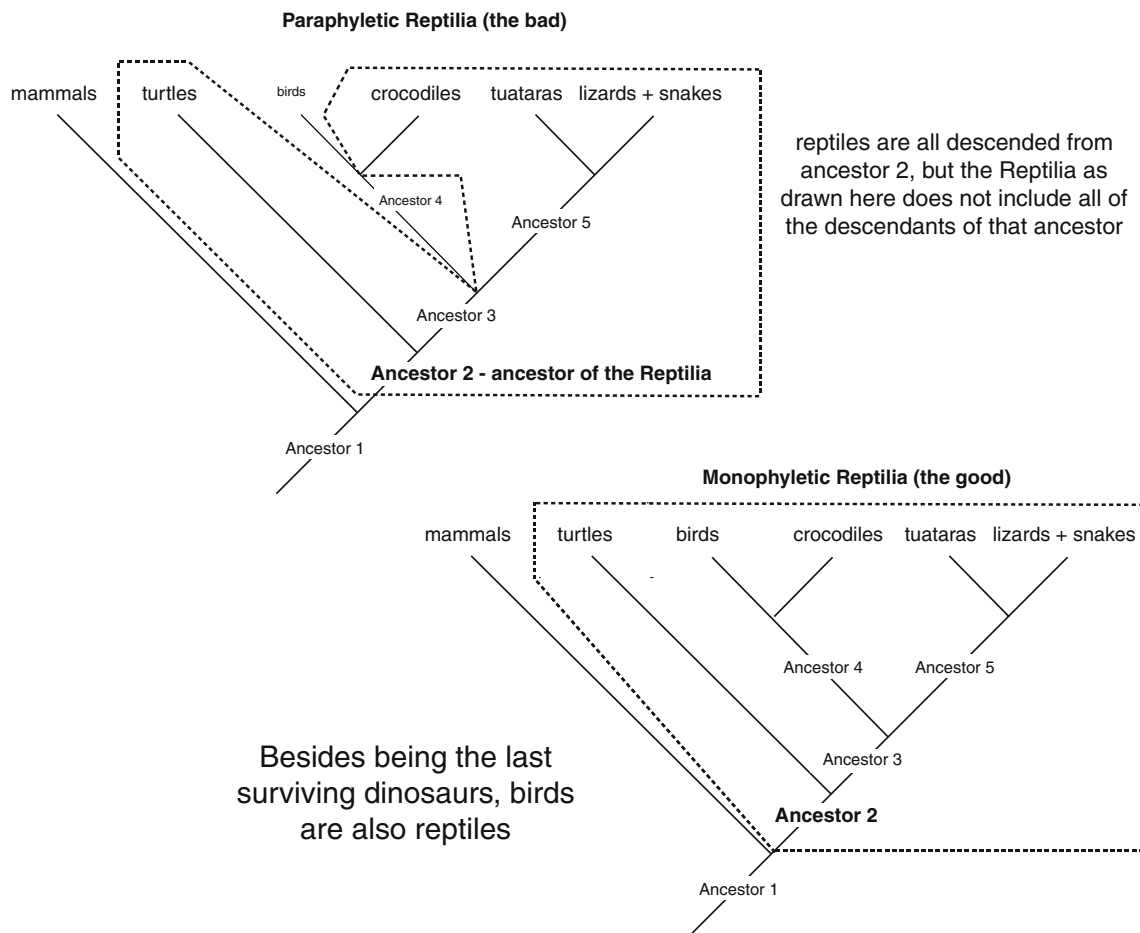 Paraphyletic Reptilia (the bad)
mammals turtles birds crocodiles tuataras lizards + snakes
reptiles are all descended from
ancestor 2, but the Reptilia as
drawn here does not include all of
the descendants of that ancestor
Ancestor 4
Ancestor 5
Ancestor 3
Ancestor 2 - ancestor of the Reptilia
Ancestor 1
Monophyletic Reptilia (the good)
mammals turtles birds crocodiles tuataras lizards + snakes
Ancestor 4 Ancestor 5
Ancestor 3
Ancestor 2
Ancestor 1
Besides being the last
surviving dinosaurs, birds
are also reptiles